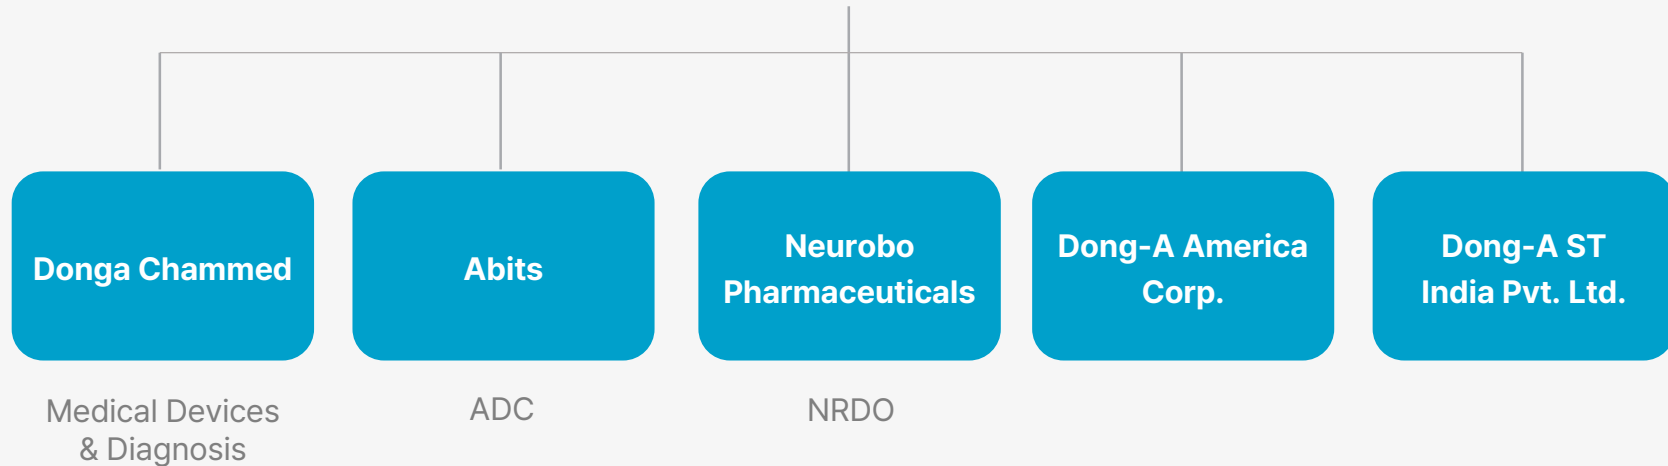 Donga Chammed
Abits
Neurobo
Pharmaceuticals
Dong-A America
Corp.
Dong-A ST
India Pvt. Ltd.
Medical Devices
& Diagnosis
ADC
NRDO